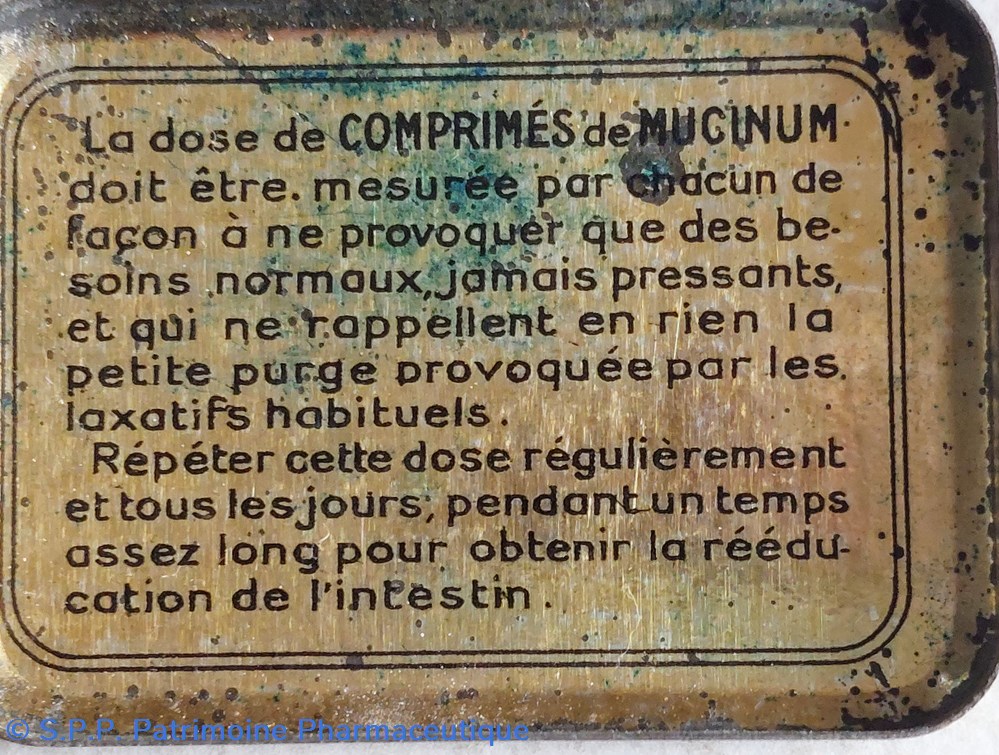 La dose de COMPRIMÉS de MUCINUM
doit être mesurée par chacun de
façon à ne provoquer que des be-
soins normaux, jamais pressants,
et qui ne rappellent en rien la
petite purge provoquée par les
laxatifs habituels.
Répéter cette dose régulièrement
et tous les jours, pendant un temps
assez long pour obtenir la réédu-
cation de l'intestin.
© S.P.P. Patrimoine Pharmaceutique